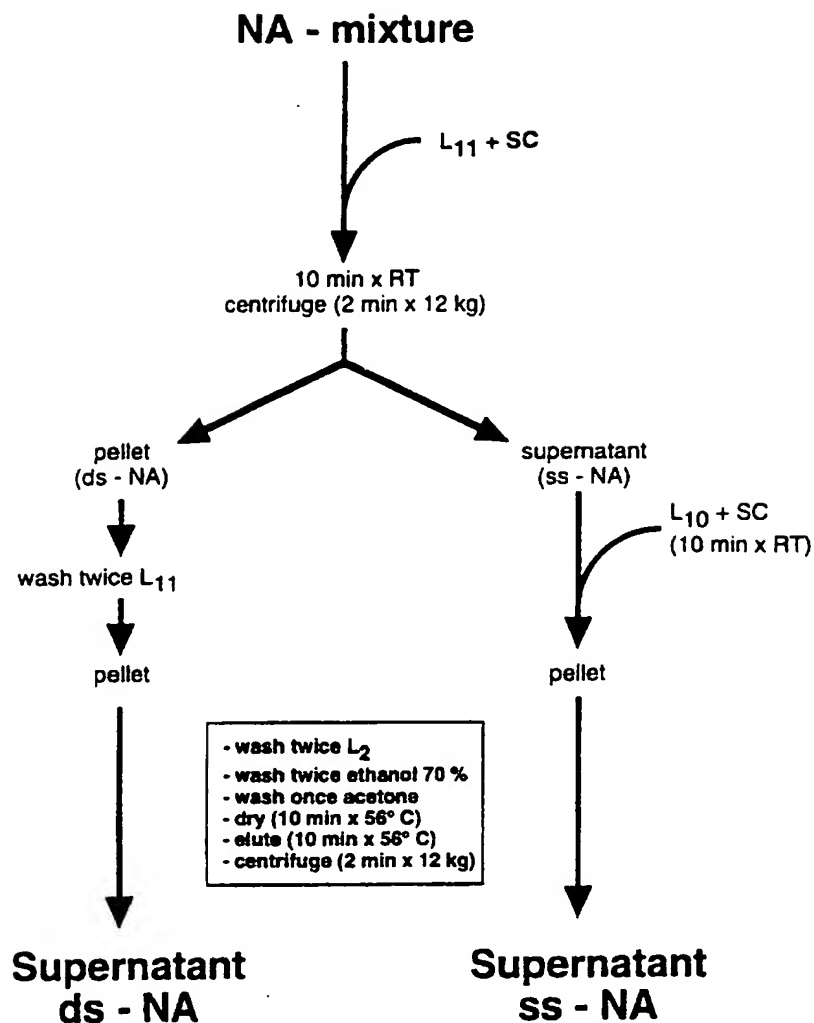 NA - mixture
L11 + SC
10 min x RT
centrifuge (2 min x 12 kg)
pellet
(ds - NA)
wash twice L11
pellet
supernatant
(ss - NA)
L10 + SC
(10 min x RT)
pellet
- wash twice L2
- wash twice ethanol 70 %
- wash once acetone
- dry (10 min x 56° C)
- elute (10 min x 56° C)
- centrifuge (2 min x 12 kg)
Supernatant
ds - NA
Supernatant
ss - NA